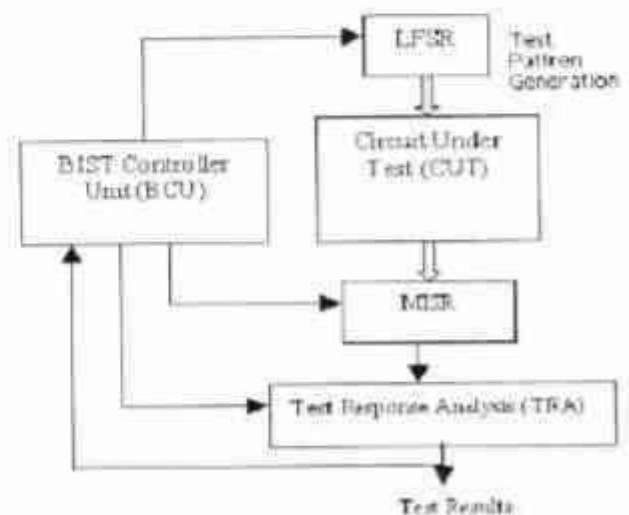 LFSR
Test
Pattren
Generation
BIST Controller
Unit (BCU)
Circuit Under
Test (CUT)
MISR
Test Response Analysis (TRA)
Test Results